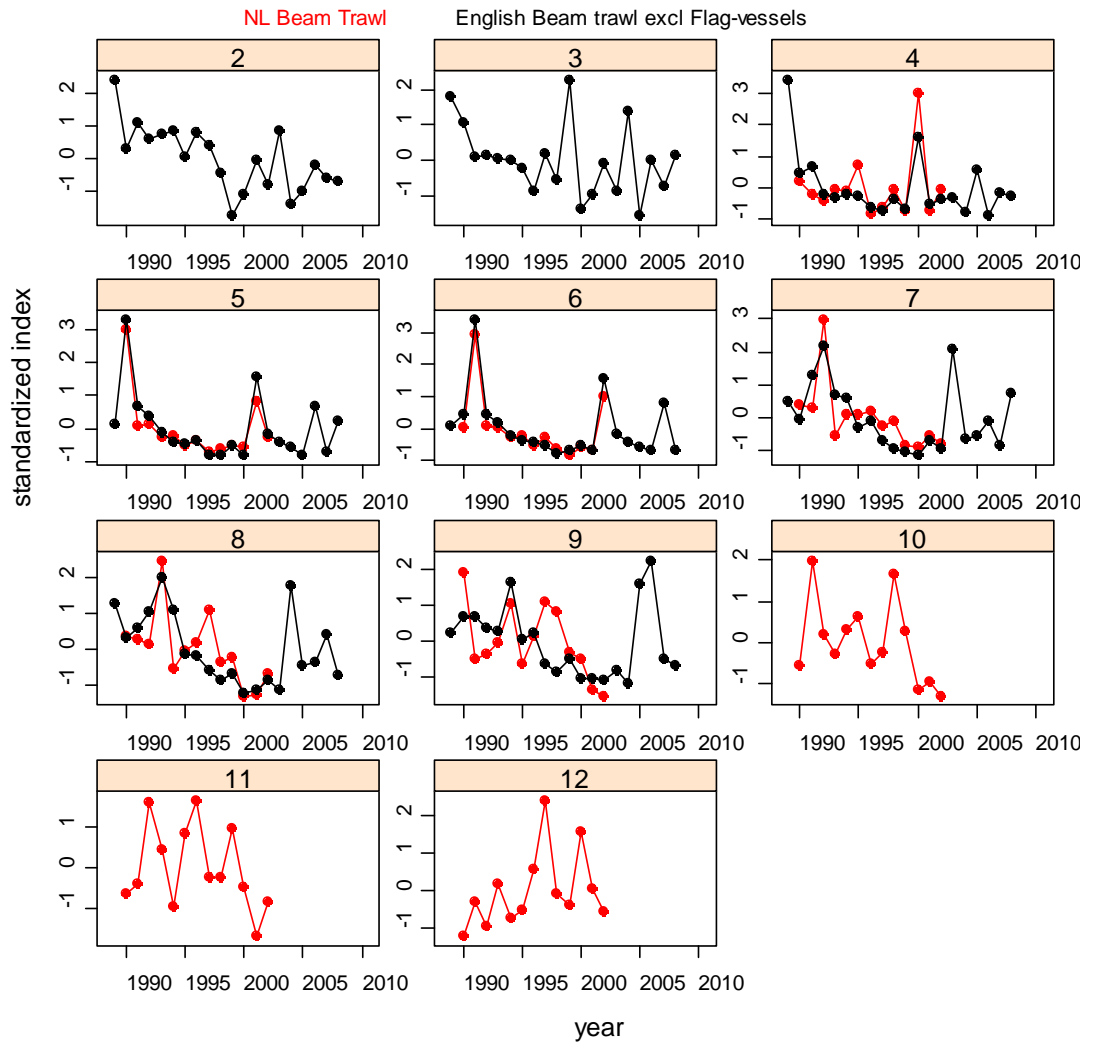 NL Beam Trawl English Beam trawl excl Flag-vessels
2 3 4
2 1 0 -1
2 1 0 -1
3 2 1 0 -1
1990 1995 2000 2005 2010 1990 1995 2000 2005 2010 1990 1995 2000 2005 2010
5 6 7
3 2 1 0 -1
3 2 1 0 -1
3 2 1 0 -1
standardized index
1990 1995 2000 2005 2010 1990 1995 2000 2005 2010 1990 1995 2000 2005 2010
8 9 10
2 1 0 -1
2 1 0 -1
2 1 0 -1
1990 1995 2000 2005 2010 1990 1995 2000 2005 2010 1990 1995 2000 2005 2010
11 12
1 0 -1
2 1 0 -1
1990 1995 2000 2005 2010 1990 1995 2000 2005 2010
year